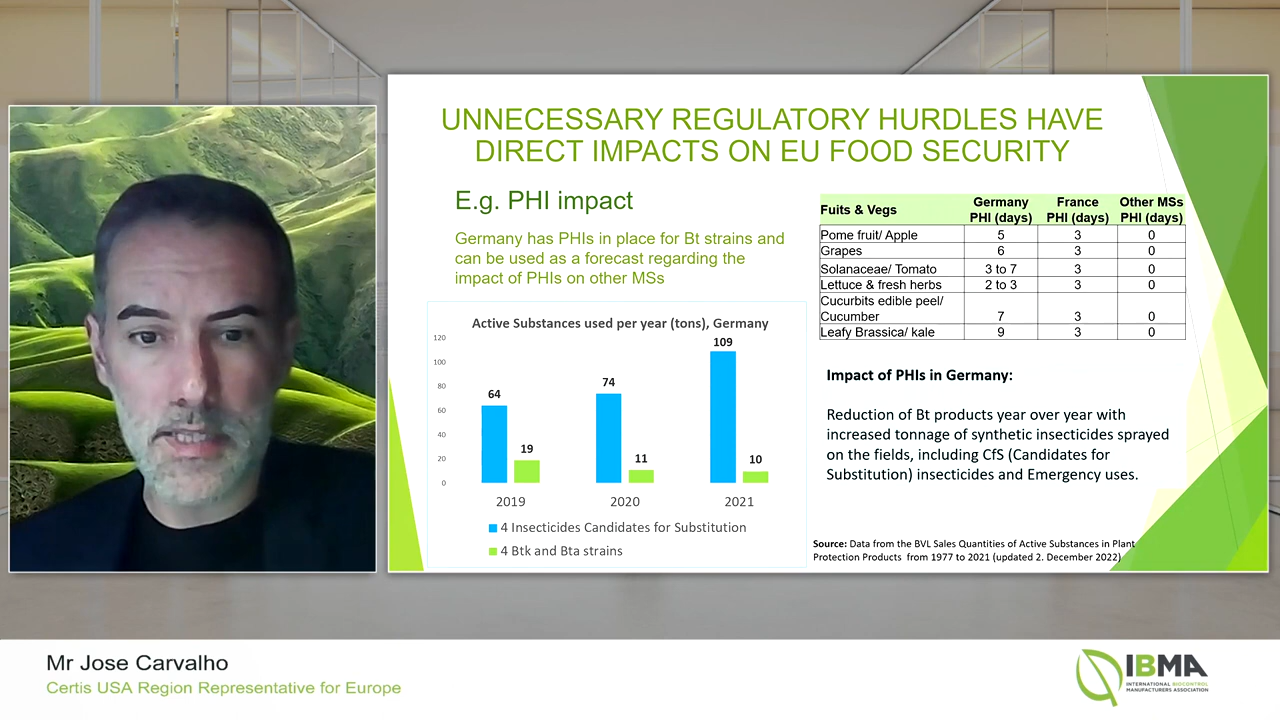 UNNECESSARY REGULATORY HURDLES HAVE
DIRECT IMPACTS ON EU FOOD SECURITY
E.g. PHI impact
Germany has PHIs in place for Bt strains and
can be used as a forecast regarding the
impact of PHIs on other MSs
Active Substances used per year (tons), Germany
120
100
80
60
40
20
0
64
19
74
11
109
10
2019
2020
2021
4 Insecticides Candidates for Substitution
4 Btk and Bta strains
Fuits & Vegs
Germany
PHI (days)
France
PHI (days)
Other MSs
PHI (days)
Pome fruit/ Apple 5 3 0
Grapes 6 3 0
Solanaceae/ Tomato 3 to 7 3 0
Lettuce & fresh herbs 2 to 3 3 0
Cucurbits edible peel/
Cucumber 7 3 0
Leafy Brassica/ kale 9 3 0
Impact of PHIs in Germany:
Reduction of Bt products year over year with
increased tonnage of synthetic insecticides sprayed
on the fields, including CfS (Candidates for
Substitution) insecticides and Emergency uses.
Source: Data from the BVL Sales Quantities of Active Substances in Plant
Protection Products from 1977 to 2021 (updated 2. December 2022)
Mr Jose Carvalho
Certis USA Region Representative for Europe
IBMA
INTERNATIONAL BIOCONTROL
MANUFACTURERS ASSOCIATION